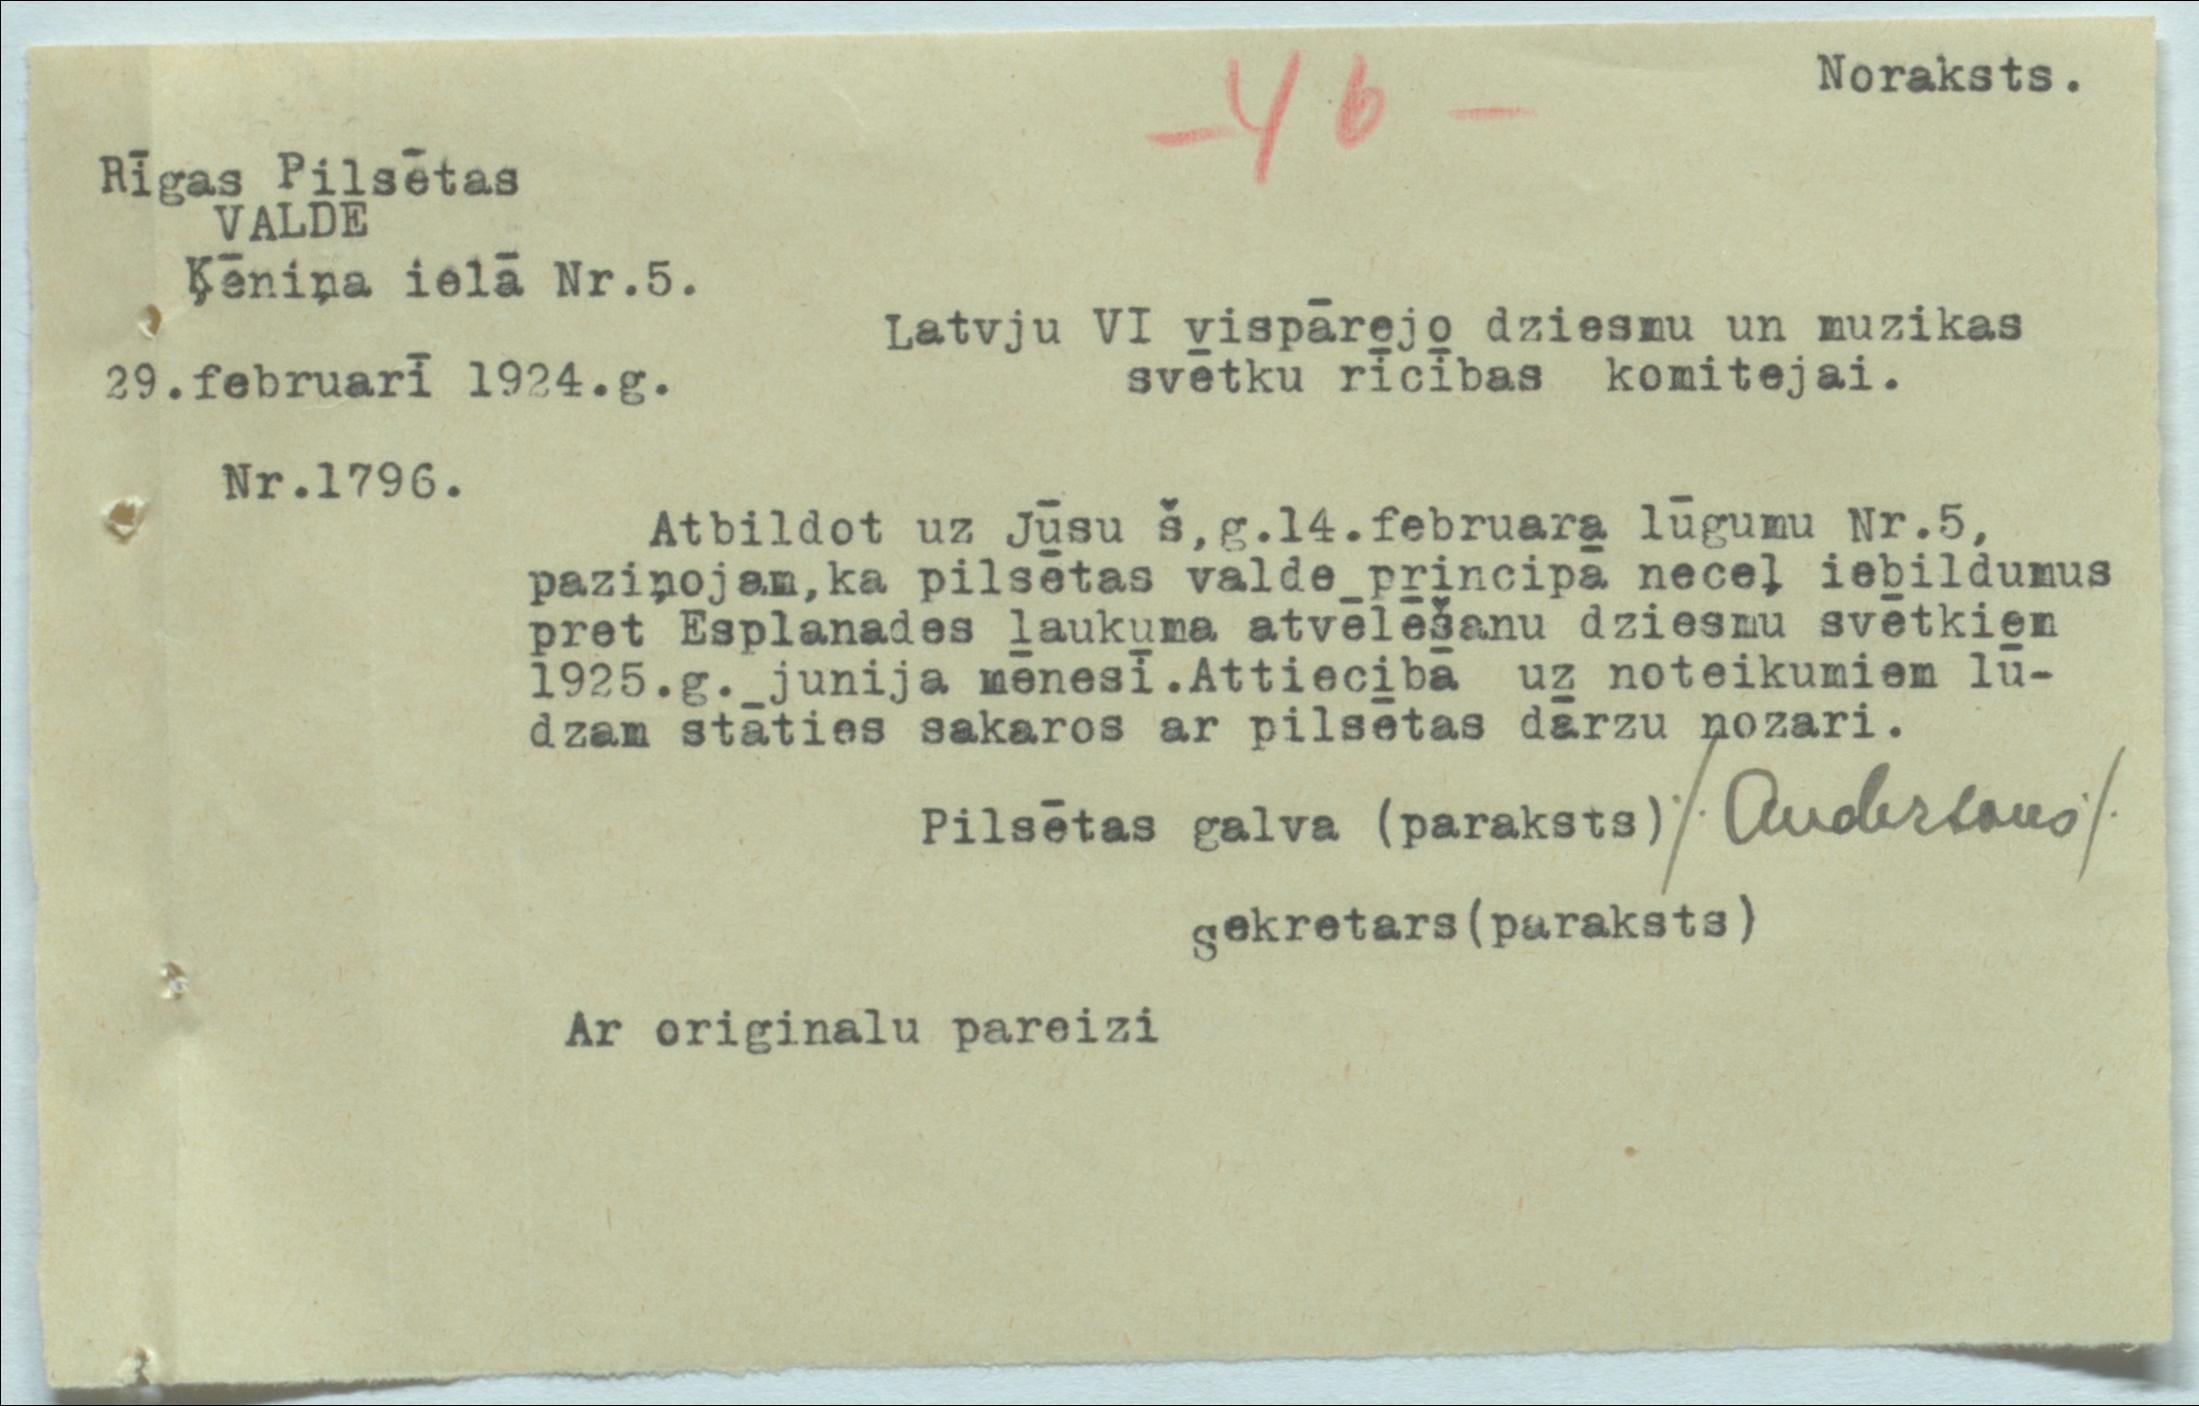 Noraksts.
- 46 -
Rīgas Pilsētas
VALDE
Ķēniņa ielā Nr.5.
29.februarī 1924.g.
Nr.1796.
Latvju VI vispārejo dziesmu un muzikas
svētku rīcības komitejai.
Atbildot uz Jūsu š,g.14.februara lūgumu Nr.5,
paziņojam,ka pilsētas valde principā neceļ iebildumus
pret Esplanades laukuma atvēlēšanu dziesmu svētkiem
1925.g. junija mēnesī.Attiecībā uz noteikumiem lū-
dzam stāties sakaros ar pilsētas dārzu nozari.
Pilsētas galva (paraksts)/. Andersons/.
Sekretars(paraksts)
Ar originalu pareizi